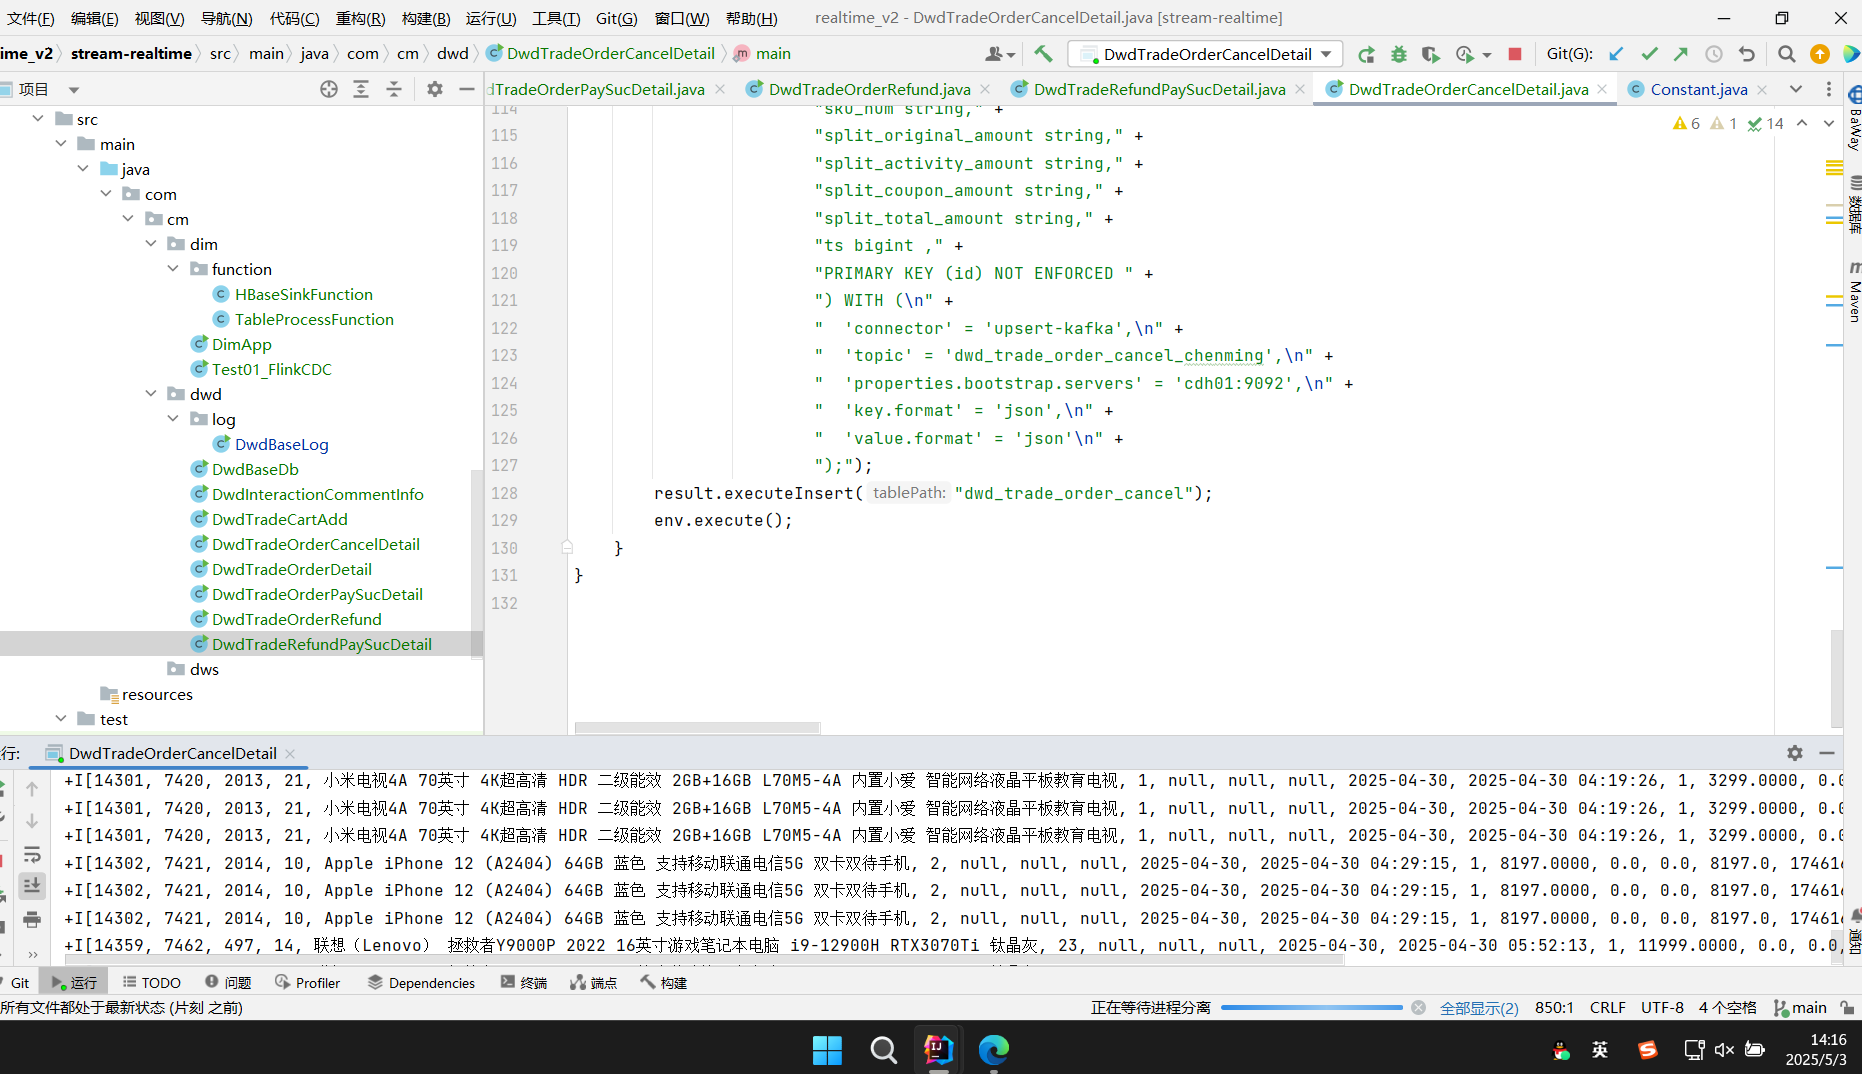 文件(F) 编辑(E) 视图(V) 导航(N) 代码(C) 重构(R) 构建(B) 运行(U) 工具(T) Git(G) 窗口(W) 帮助(H) realtime_v2 - DwdTradeOrderCancelDetail.java [stream-realtime]
ime_v2 stream-realtime src main java com cm dwd DwdTradeOrderCancelDetail main DwdTradeOrderCancelDetail Git(G):
项目 dTradeOrderPaySucDetail.java DwdTradeOrderRefund.java DwdTradeRefundPaySucDetail.java DwdTradeOrderCancelDetail.java Constant.java
6 1 14
src
main
java
com
cm
dim
function
HBaseSinkFunction
TableProcessFunction
DimApp
Test01_FlinkCDC
dwd
log
DwdBaseLog
DwdBaseDb
DwdInteractionCommentInfo
DwdTradeCartAdd
DwdTradeOrderCancelDetail
DwdTradeOrderDetail
DwdTradeOrderPaySucDetail
DwdTradeOrderRefund
DwdTradeRefundPaySucDetail
dws
resources
test
114 "sku_num string," +
115 "split_original_amount string," +
116 "split_activity_amount string," +
117 "split_coupon_amount string," +
118 "split_total_amount string," +
119 "ts bigint ," +
120 "PRIMARY KEY (id) NOT ENFORCED " +
121 ") WITH (\n" +
122 "  'connector' = 'upsert-kafka',\n" +
123 "  'topic' = 'dwd_trade_order_cancel_chenming',\n" +
124 "  'properties.bootstrap.servers' = 'cdh01:9092',\n" +
125 "  'key.format' = 'json',\n" +
126 "  'value.format' = 'json'\n" +
127 ");");
128 result.executeInsert( tablePath: "dwd_trade_order_cancel");
129 env.execute();
130 }
131 }
132
BaWay
数据库
Maven
通知
行: DwdTradeOrderCancelDetail
+I[14301, 7420, 2013, 21, 小米电视4A 70英寸 4K超高清 HDR 二级能效 2GB+16GB L70M5-4A 内置小爱 智能网络液晶平板教育电视, 1, null, null, null, 2025-04-30, 2025-04-30 04:19:26, 1, 3299.0000, 0.0
+I[14301, 7420, 2013, 21, 小米电视4A 70英寸 4K超高清 HDR 二级能效 2GB+16GB L70M5-4A 内置小爱 智能网络液晶平板教育电视, 1, null, null, null, 2025-04-30, 2025-04-30 04:19:26, 1, 3299.0000, 0.0
+I[14301, 7420, 2013, 21, 小米电视4A 70英寸 4K超高清 HDR 二级能效 2GB+16GB L70M5-4A 内置小爱 智能网络液晶平板教育电视, 1, null, null, null, 2025-04-30, 2025-04-30 04:19:26, 1, 3299.0000, 0.0
+I[14302, 7421, 2014, 10, Apple iPhone 12 (A2404) 64GB 蓝色 支持移动联通电信5G 双卡双待手机, 2, null, null, null, 2025-04-30, 2025-04-30 04:29:15, 1, 8197.0000, 0.0, 0.0, 8197.0, 174616
+I[14302, 7421, 2014, 10, Apple iPhone 12 (A2404) 64GB 蓝色 支持移动联通电信5G 双卡双待手机, 2, null, null, null, 2025-04-30, 2025-04-30 04:29:15, 1, 8197.0000, 0.0, 0.0, 8197.0, 174616
+I[14302, 7421, 2014, 10, Apple iPhone 12 (A2404) 64GB 蓝色 支持移动联通电信5G 双卡双待手机, 2, null, null, null, 2025-04-30, 2025-04-30 04:29:15, 1, 8197.0000, 0.0, 0.0, 8197.0, 174616
+I[14359, 7462, 497, 14, 联想（Lenovo） 拯救者Y9000P 2022 16英寸游戏笔记本电脑 i9-12900H RTX3070Ti 钛晶灰, 23, null, null, null, 2025-04-30, 2025-04-30 05:52:13, 1, 11999.0000, 0.0, 0.0,
Git 运行 TODO 问题 Profiler Dependencies 终端 端点 构建
所有文件都处于最新状态 (片刻 之前) 正在等待进程分离 全部显示(2) 850:1 CRLF UTF-8 4 个空格 main
英 14:16
2025/5/3